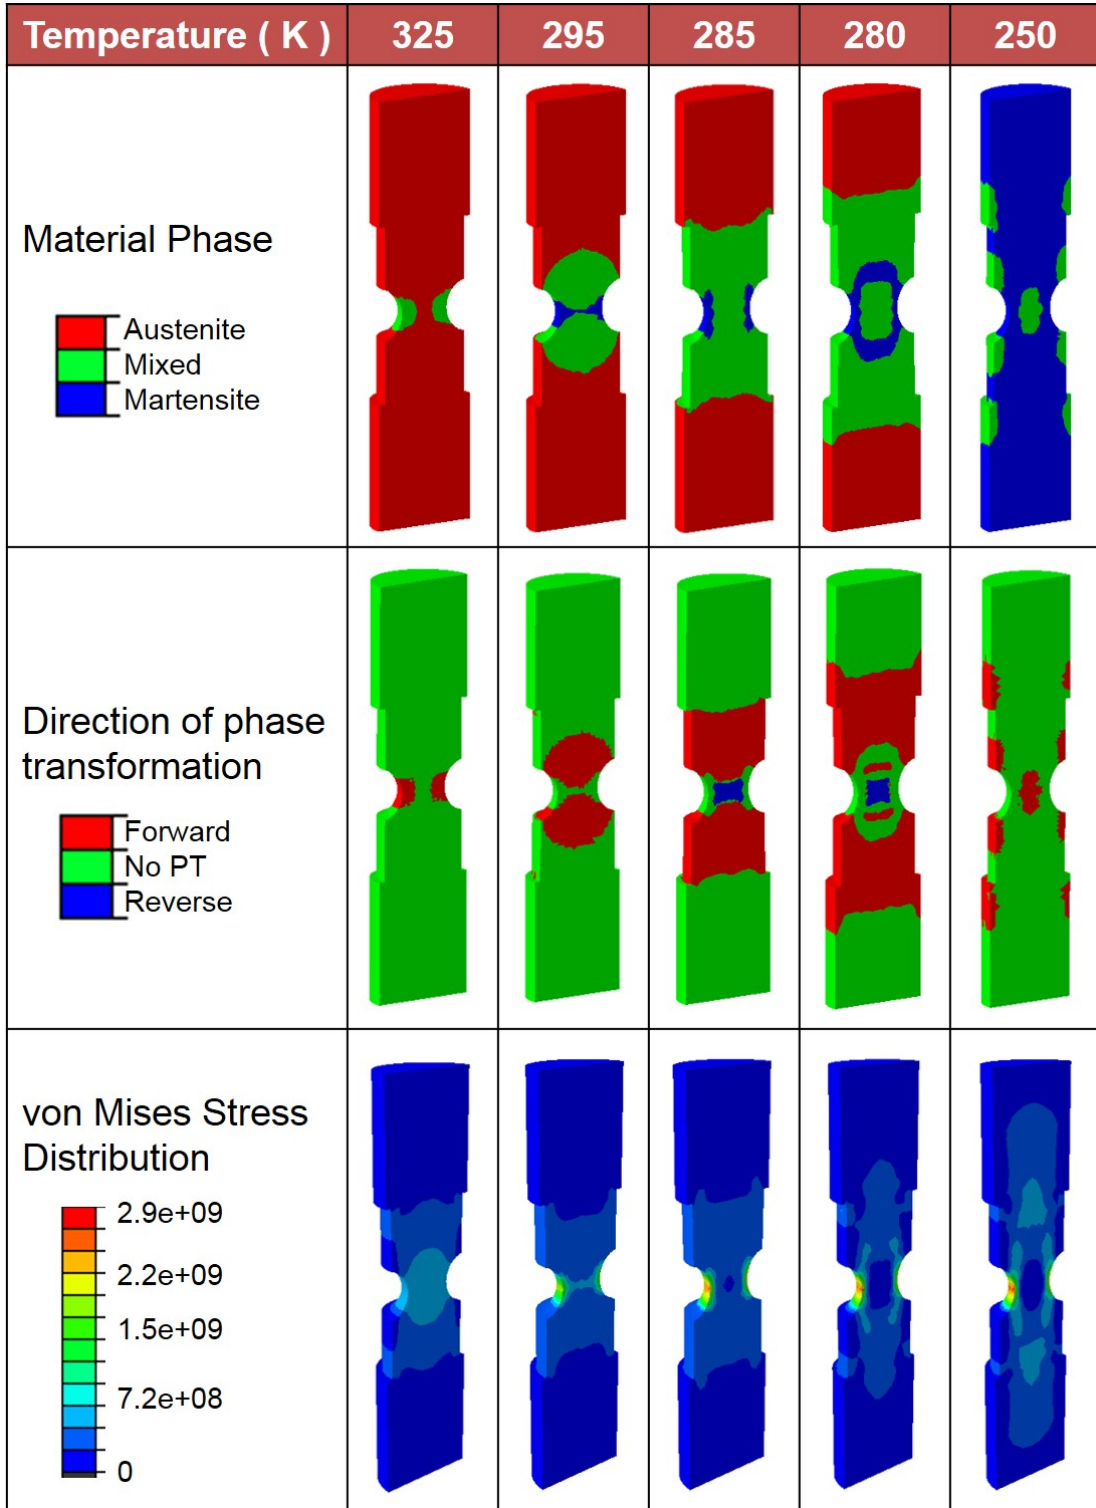 Temperature ( K ) 325 295 285 280 250
Material Phase
Austenite
Mixed
Martensite
Direction of phase
transformation
Forward
No PT
Reverse
von Mises Stress
Distribution
2.9e+09
2.2e+09
1.5e+09
7.2e+08
0